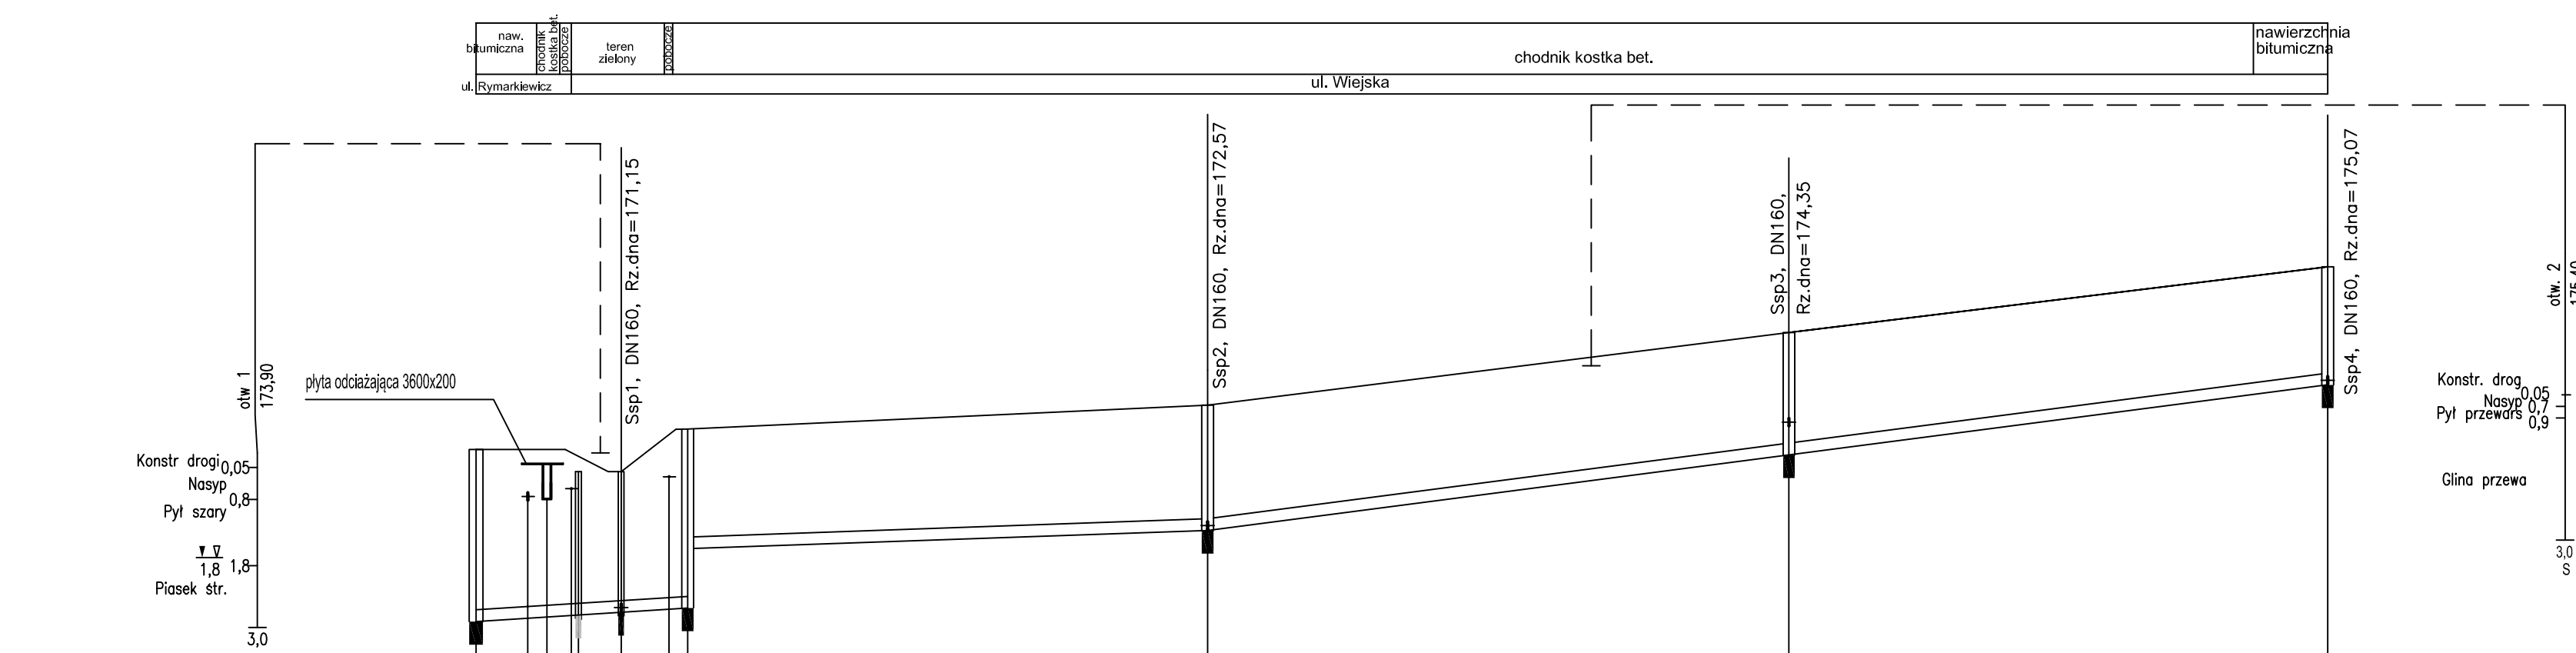 naw.
bitumiczna
chodnik
kostka bet.
pobocze
teren
zielony
pobocze
chodnik kostka bet.
nawierzchnia
bitumiczna
ul. Rymarkiewicz
ul. Wiejska
otw 1
173,90
płyta odciażająca 3600x200
Ssp1, DN160, Rz.dna=171,15
Ssp2, DN160, Rz.dna=172,57
Ssp3, DN160,
Rz.dna=174,35
Ssp4, DN160, Rz.dna=175,07
otw. 2
175,40
Konstr drogi
0,05
Nasyp
0,8
Pył szary
1,8
1,8
Piasek śtr.
3,0
Konstr. drog
0,05
Nasyp
0,7
Pył przewars
0,9
Glina przewa
3,0
S